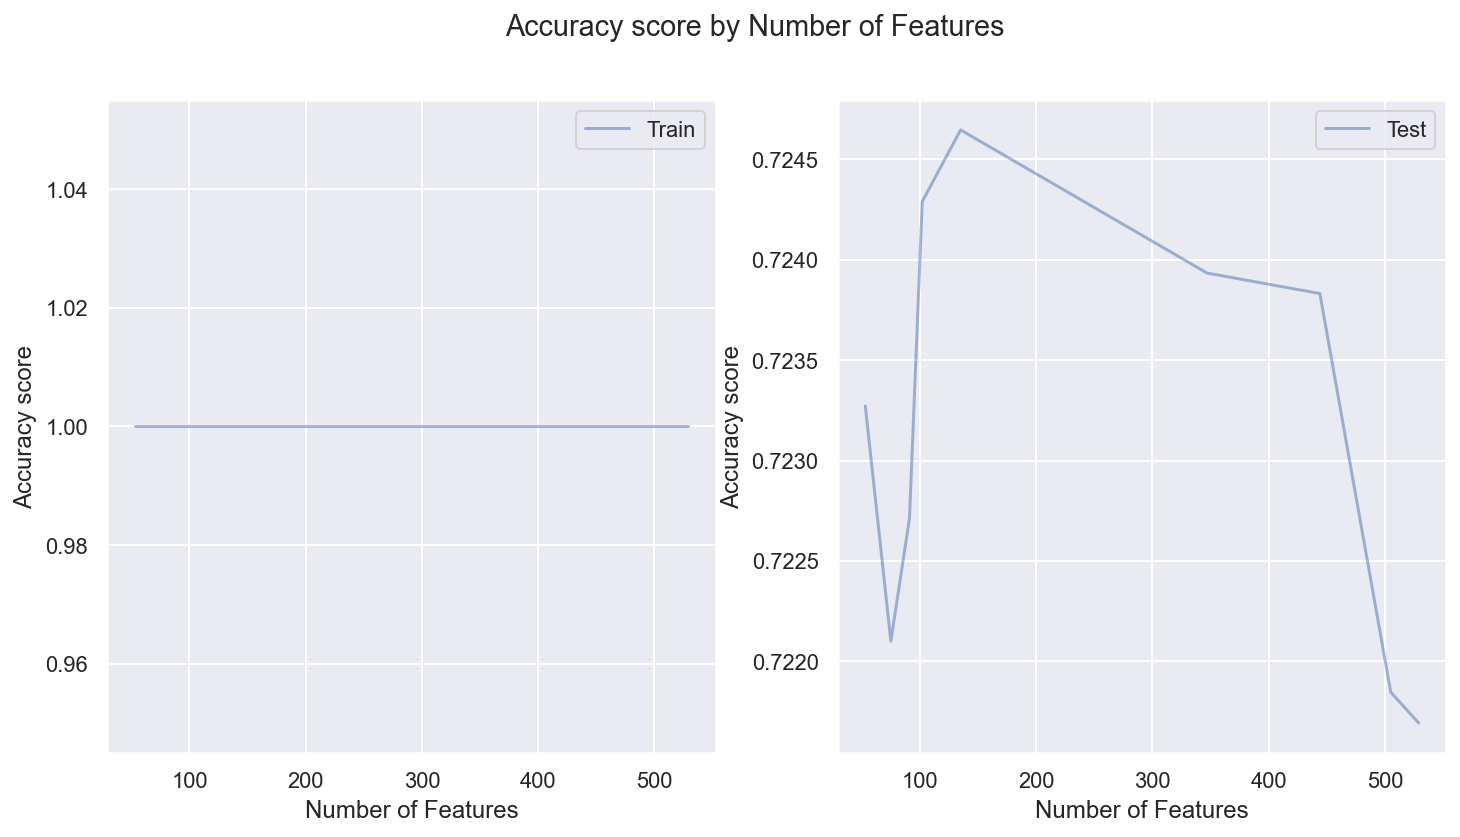 Accuracy score by Number of Features
Train
1.04
1.02
1.00
0.98
0.96
Accuracy score
100 200 300 400 500
Number of Features
Test
0.7245
0.7240
0.7235
0.7230
0.7225
0.7220
Accuracy score
100 200 300 400 500
Number of Features